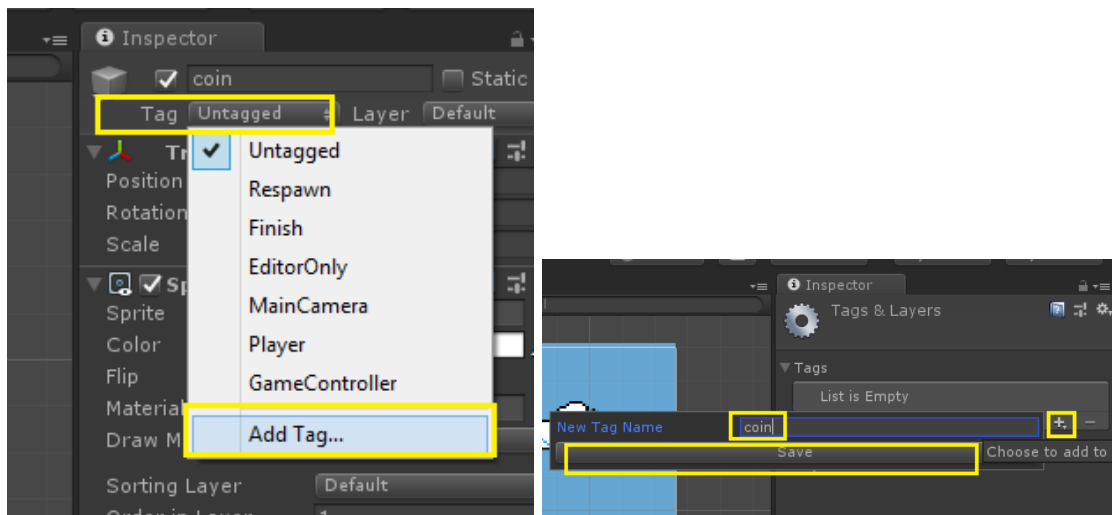 Inspector
coin Static
Tag Untagged Layer Default
Untagged
Respawn
Finish
EditorOnly
MainCamera
Player
GameController
Add Tag...
Position
Rotation
Scale
Sprite
Color
Flip
Material
Draw M
Sorting Layer Default
Inspector
Tags & Layers
Tags
List is Empty
New Tag Name coin
Save
Choose to add to